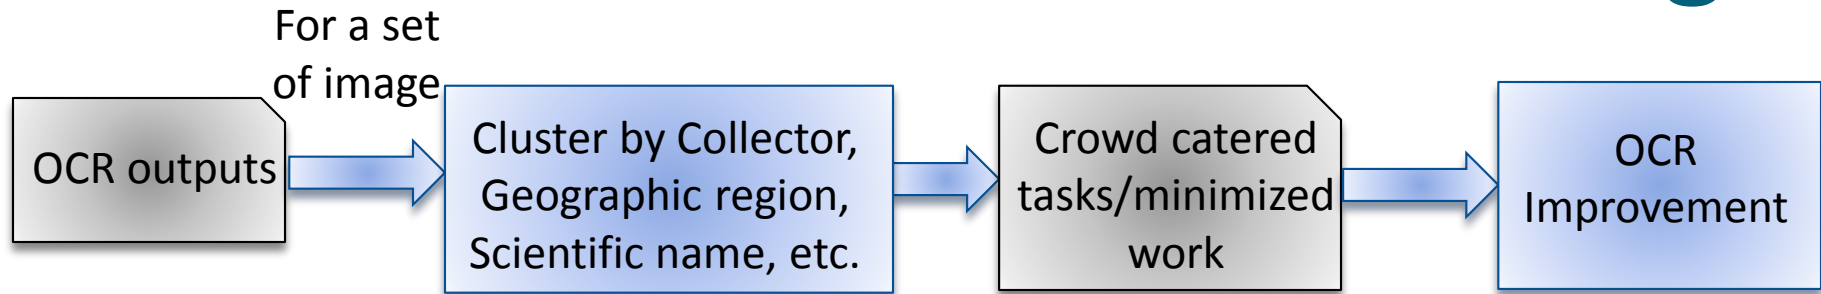 For a set
of image
OCR outputs
Cluster by Collector,
Geographic region,
Scientific name, etc.
Crowd catered
tasks/minimized
work
OCR
Improvement